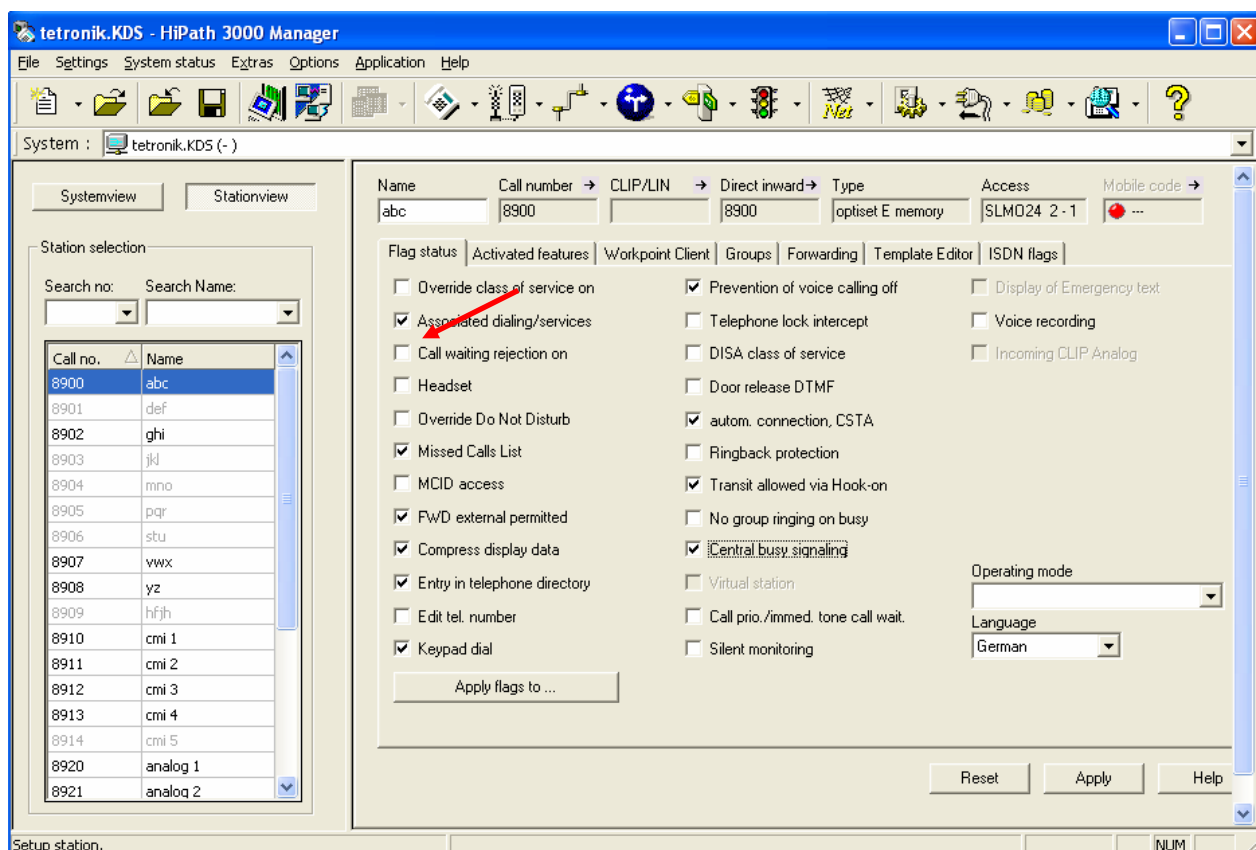 tetronik.KDS - HiPath 3000 Manager
File Settings System status Extras Options Application Help
Net
System : tetronik.KDS (- )
Systemview Stationview
Station selection
Search no: Search Name:
Call no. Name
8900 abc
8901 def
8902 ghi
8903 jkl
8904 mno
8905 pqr
8906 stu
8907 vwx
8908 yz
8909 hfjh
8910 cmi 1
8911 cmi 2
8912 cmi 3
8913 cmi 4
8914 cmi 5
8920 analog 1
8921 analog 2
Name Call number CLIP/LIN Direct inward Type Access Mobile code
abc 8900 8900 optiset E memory SLMO24 2 - 1 ---
Flag status Activated features Workpoint Client Groups Forwarding Template Editor ISDN flags
Override class of service on
Associated dialing/services
Call waiting rejection on
Headset
Override Do Not Disturb
Missed Calls List
MCID access
FWD external permitted
Compress display data
Entry in telephone directory
Edit tel. number
Keypad dial
Apply flags to ...
Prevention of voice calling off
Telephone lock intercept
DISA class of service
Door release DTMF
autom. connection, CSTA
Ringback protection
Transit allowed via Hook-on
No group ringing on busy
Central busy signaling
Virtual station
Call prio./immed. tone call wait.
Silent monitoring
Display of Emergency text
Voice recording
Incoming CLIP Analog
Operating mode
Language
German
Reset Apply Help
Setup station. NUM